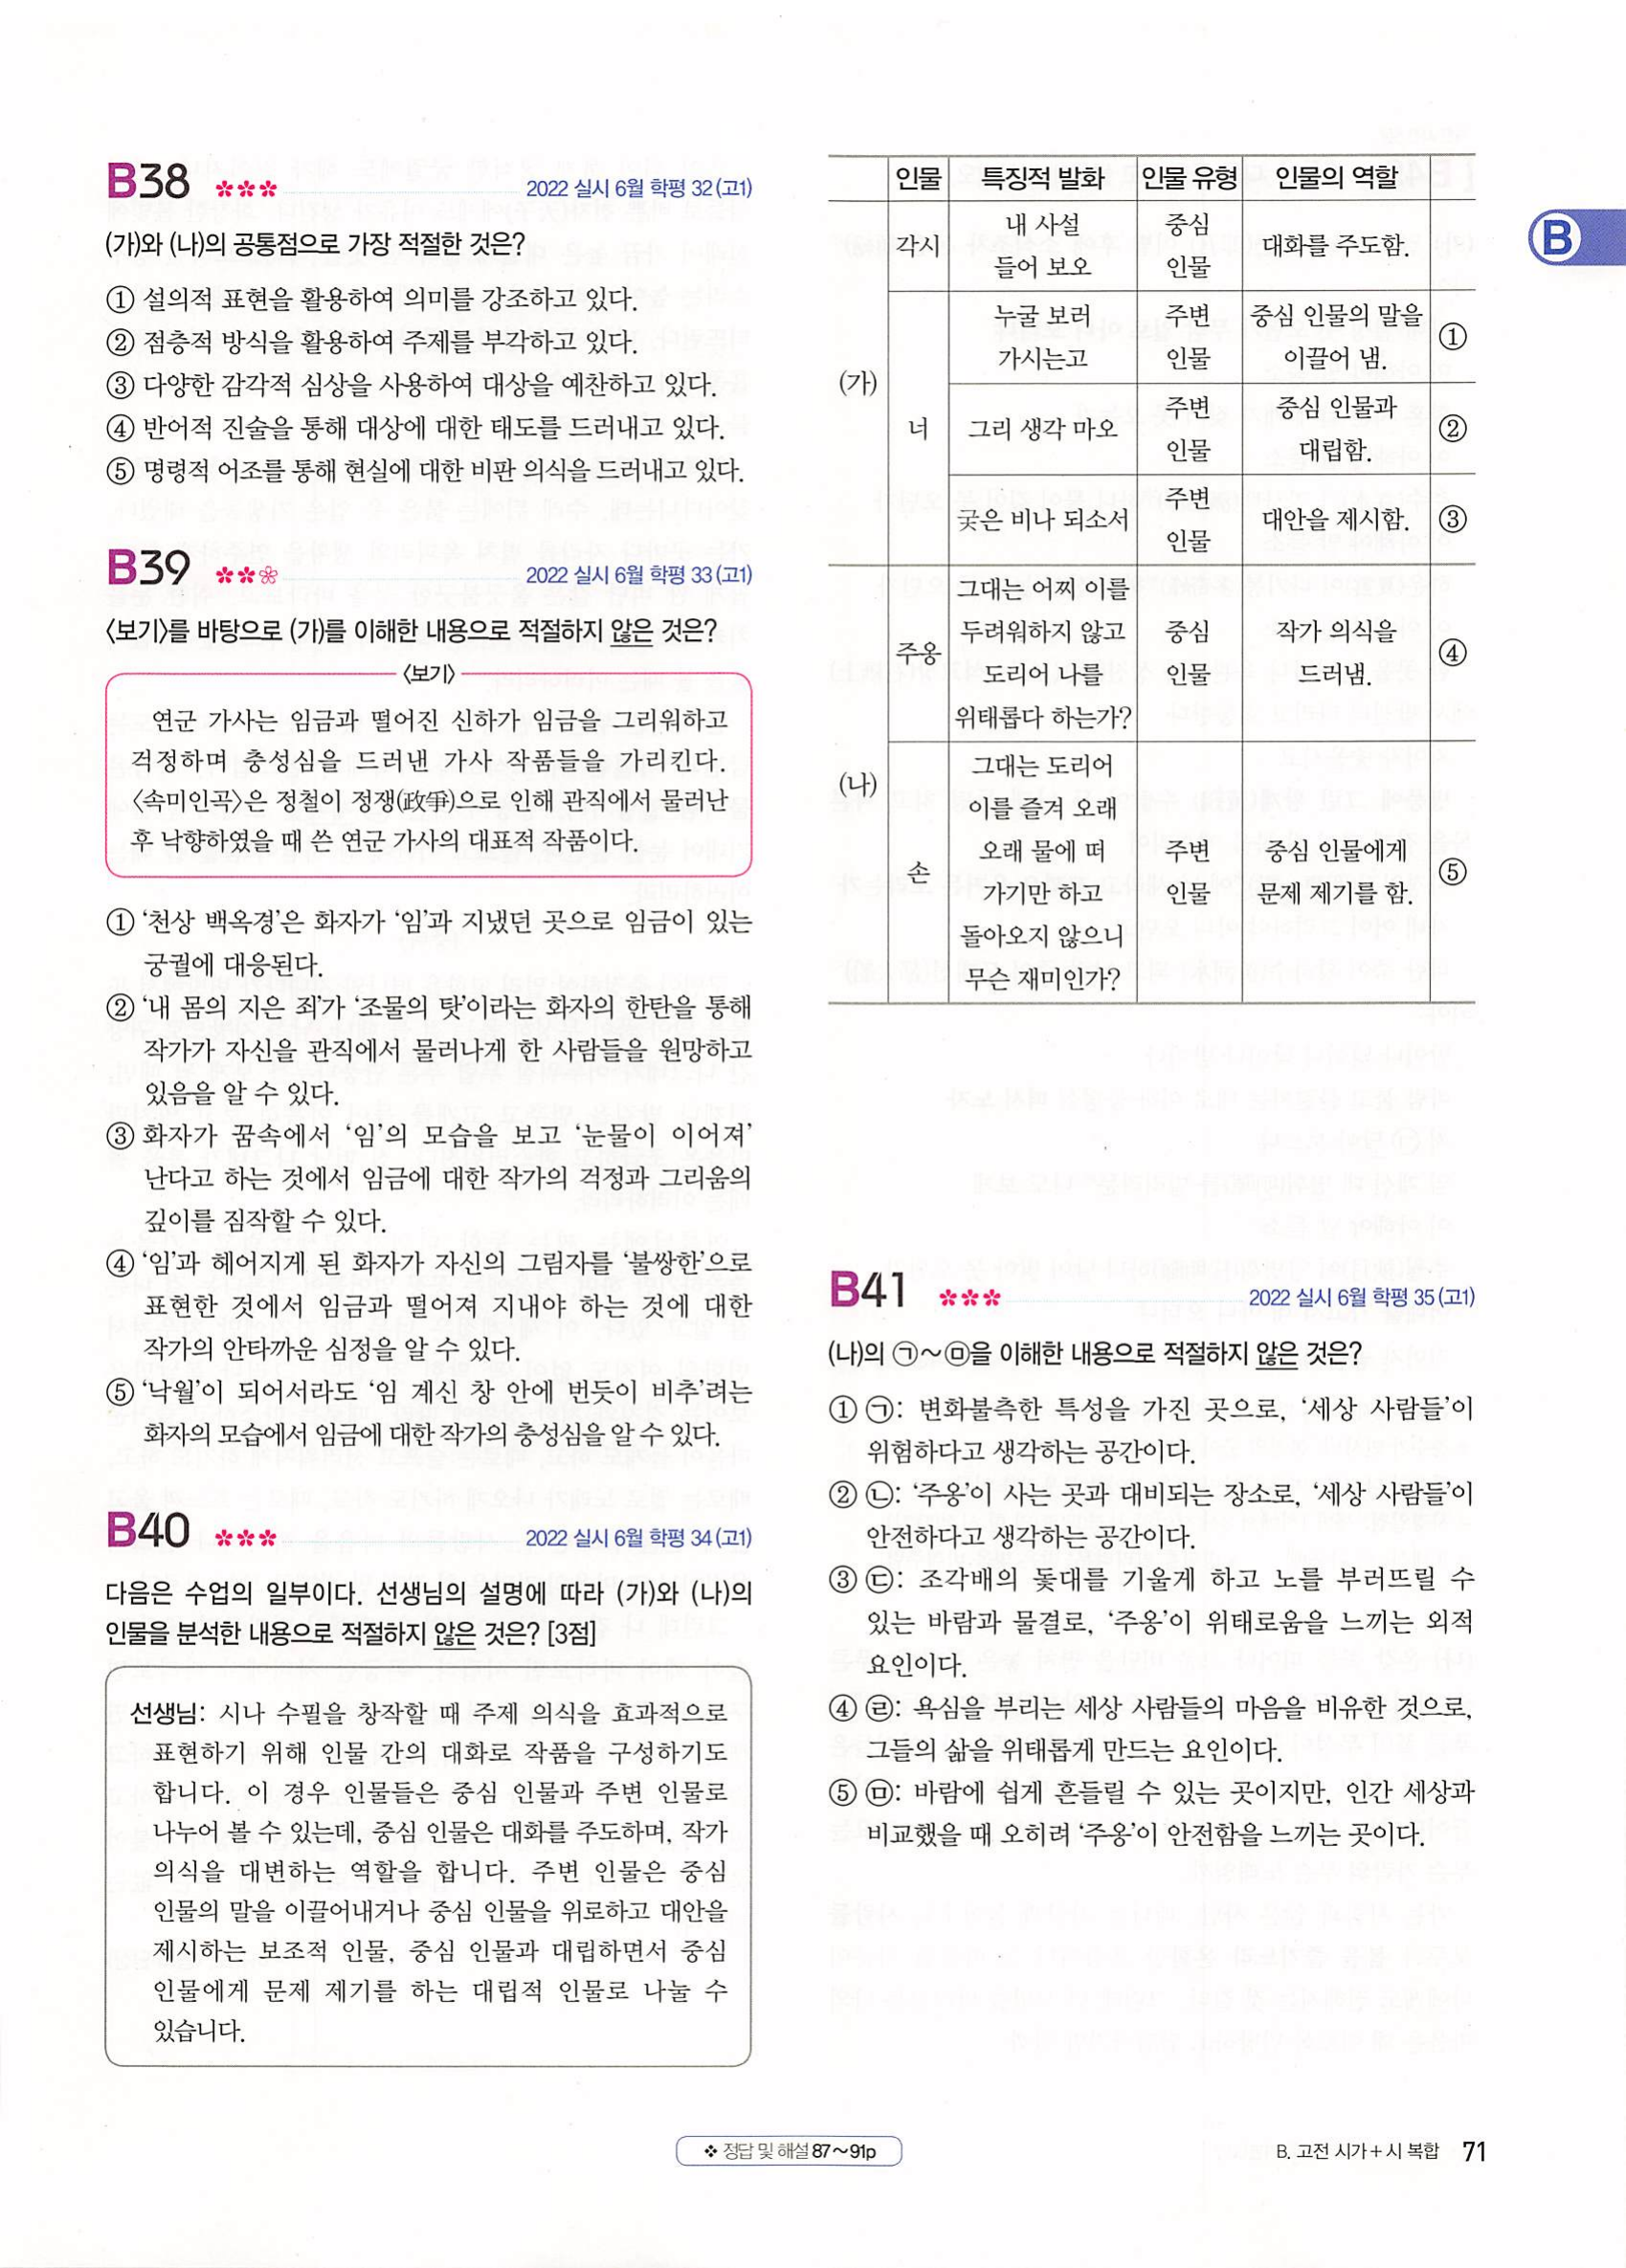 B38 ✽✽✽ 2022 실시 6월 학평 32(고1)
(가)와 (나)의 공통점으로 가장 적절한 것은?
① 설의적 표현을 활용하여 의미를 강조하고 있다.
② 점층적 방식을 활용하여 주제를 부각하고 있다.
③ 다양한 감각적 심상을 사용하여 대상을 예찬하고 있다.
④ 반어적 진술을 통해 대상에 대한 태도를 드러내고 있다.
⑤ 명령적 어조를 통해 현실에 대한 비판 의식을 드러내고 있다.
B39 ✽✽❀ 2022 실시 6월 학평 33(고1)
〈보기〉를 바탕으로 (가)를 이해한 내용으로 적절하지 않은 것은?
〈보기〉
연군 가사는 임금과 떨어진 신하가 임금을 그리워하고
걱정하며 충성심을 드러낸 가사 작품들을 가리킨다.
〈속미인곡〉은 정철이 정쟁(政爭)으로 인해 관직에서 물러난
후 낙향하였을 때 쓴 연군 가사의 대표적 작품이다.
① ‘천상 백옥경’은 화자가 ‘임’과 지냈던 곳으로 임금이 있는
궁궐에 대응된다.
② ‘내 몸의 지은 죄’가 ‘조물의 탓’이라는 화자의 한탄을 통해
작가가 자신을 관직에서 물러나게 한 사람들을 원망하고
있음을 알 수 있다.
③ 화자가 꿈속에서 ‘임’의 모습을 보고 ‘눈물이 이어져’
난다고 하는 것에서 임금에 대한 작가의 걱정과 그리움의
깊이를 짐작할 수 있다.
④ ‘임’과 헤어지게 된 화자가 자신의 그림자를 ‘불쌍한’으로
표현한 것에서 임금과 떨어져 지내야 하는 것에 대한
작가의 안타까운 심정을 알 수 있다.
⑤ ‘낙월’이 되어서라도 ‘임 계신 창 안에 번듯이 비추’려는
화자의 모습에서 임금에 대한 작가의 충성심을 알 수 있다.
B40 ✽✽✽ 2022 실시 6월 학평 34(고1)
다음은 수업의 일부이다. 선생님의 설명에 따라 (가)와 (나)의
인물을 분석한 내용으로 적절하지 않은 것은? [3점]
선생님: 시나 수필을 창작할 때 주제 의식을 효과적으로
표현하기 위해 인물 간의 대화로 작품을 구성하기도
합니다. 이 경우 인물들은 중심 인물과 주변 인물로
나누어 볼 수 있는데, 중심 인물은 대화를 주도하며, 작가
의식을 대변하는 역할을 합니다. 주변 인물은 중심
인물의 말을 이끌어내거나 중심 인물을 위로하고 대안을
제시하는 보조적 인물, 중심 인물과 대립하면서 중심
인물에게 문제 제기를 하는 대립적 인물로 나눌 수
있습니다.
인물 특징적 발화 인물 유형 인물의 역할
(가)
각시
내 사설
들어 보오
중심
인물
대화를 주도함.
너
누굴 보러
가시는고
주변
인물
중심 인물의 말을
이끌어 냄.
①
그리 생각 마오
주변
인물
중심 인물과
대립함.
②
궂은 비나 되소서
주변
인물
대안을 제시함.
③
(나)
주옹
그대는 어찌 이를
두려워하지 않고
도리어 나를
위태롭다 하는가?
중심
인물
작가 의식을
드러냄.
④
손
그대는 도리어
이를 즐겨 오래
오래 물에 떠
가기만 하고
돌아오지 않으니
무슨 재미인가?
주변
인물
중심 인물에게
문제 제기를 함.
⑤
B41 ✽✽✽ 2022 실시 6월 학평 35(고1)
(나)의 ㉠~㉤을 이해한 내용으로 적절하지 않은 것은?
① ㉠: 변화불측한 특성을 가진 곳으로, ‘세상 사람들’이
위험하다고 생각하는 공간이다.
② ㉡: ‘주옹’이 사는 곳과 대비되는 장소로, ‘세상 사람들’이
안전하다고 생각하는 공간이다.
③ ㉢: 조각배의 돛대를 기울게 하고 노를 부러뜨릴 수
있는 바람과 물결로, ‘주옹’이 위태로움을 느끼는 외적
요인이다.
④ ㉣: 욕심을 부리는 세상 사람들의 마음을 비유한 것으로,
그들의 삶을 위태롭게 만드는 요인이다.
⑤ ㉤: 바람에 쉽게 흔들릴 수 있는 곳이지만, 인간 세상과
비교했을 때 오히려 ‘주옹’이 안전함을 느끼는 곳이다.
B
❖ 정답 및 해설 87~91p
B. 고전 시가+시 복합 71